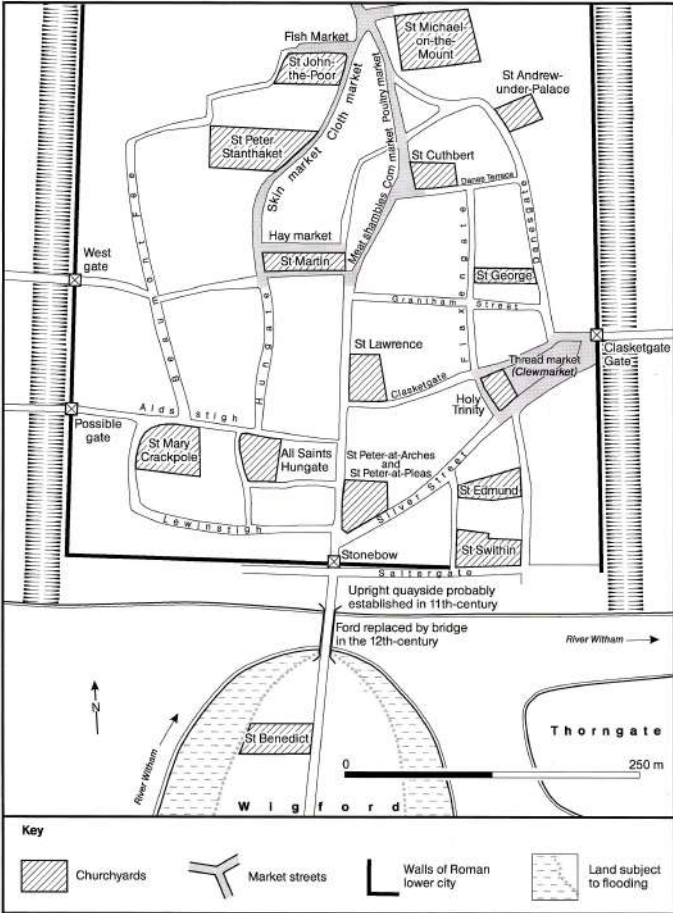 Fish Market
St Michael-
on-the-
Mount
St John-
the-Poor
Poultry market
St Andrew-
under-Palace
Cloth market
St Peter
Stanthaket
Skin market
Corn market
St Cuthbert
Danes Terrace
Danesgate
Beaumont Fee
Hay market
Meat shambles
West
gate
St Martin
Flaxengate
St George
Grantham Street
Hungate
St Lawrence
Clasketgate
Clasketgate
Gate
Thread market
(Clewmarket)
Holy
Trinity
Aldsstigh
Possible
gate
St Mary
Crackpole
All Saints
Hungate
St Peter-at-Arches
and
St Peter-at-Pleas
Silver Street
St Edmund
Lewinstigh
St Swithin
Stonebow
Saltergate
Upright quayside probably
established in 11th-century
Ford replaced by bridge
in the 12th-century
River Witham
N
River Witham
St Benedict
Thorngate
0
250 m
Wigford
Key
Churchyards
Market streets
Walls of Roman
lower city
Land subject
to flooding